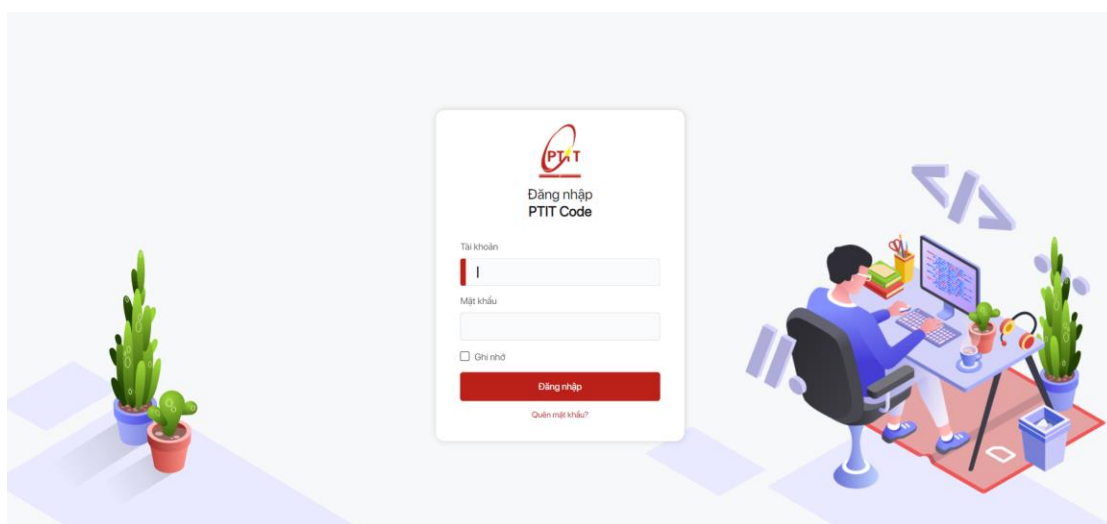 PTIT
Đăng nhập
PTIT Code
Tài khoản
Mật khẩu
Ghi nhớ
Đăng nhập
Quên mật khẩu?